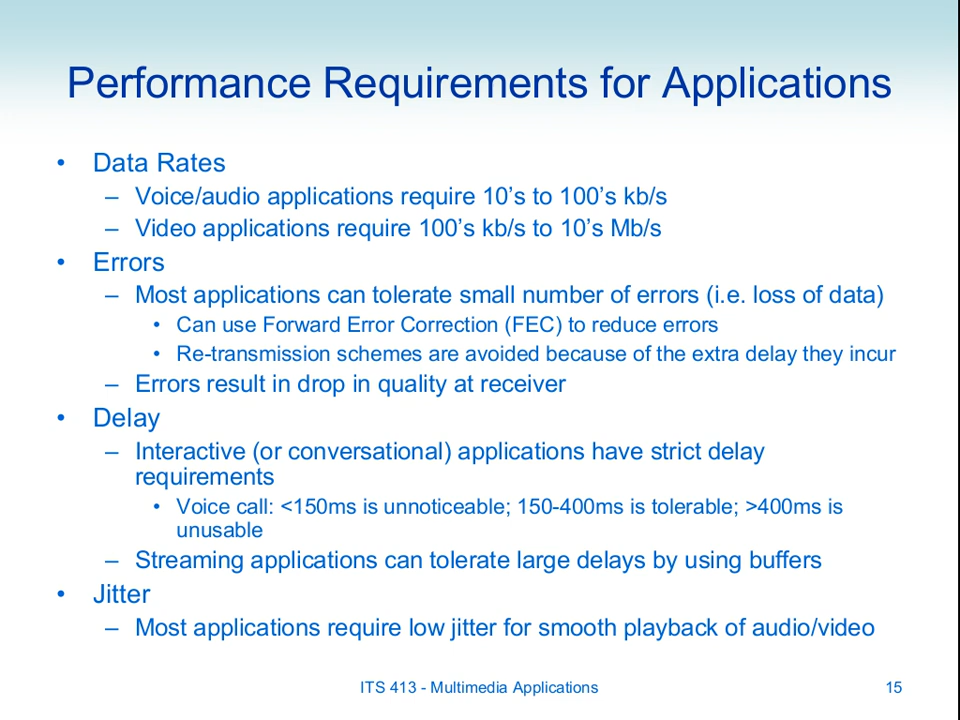 Performance Requirements for Applications
• Data Rates
– Voice/audio applications require 10's to 100's kb/s
– Video applications require 100's kb/s to 10's Mb/s
• Errors
– Most applications can tolerate small number of errors (i.e. loss of data)
• Can use Forward Error Correction (FEC) to reduce errors
• Re-transmission schemes are avoided because of the extra delay they incur
– Errors result in drop in quality at receiver
• Delay
– Interactive (or conversational) applications have strict delay
requirements
• Voice call: <150ms is unnoticeable; 150-400ms is tolerable; >400ms is
unusable
– Streaming applications can tolerate large delays by using buffers
• Jitter
– Most applications require low jitter for smooth playback of audio/video
ITS 413 - Multimedia Applications
15